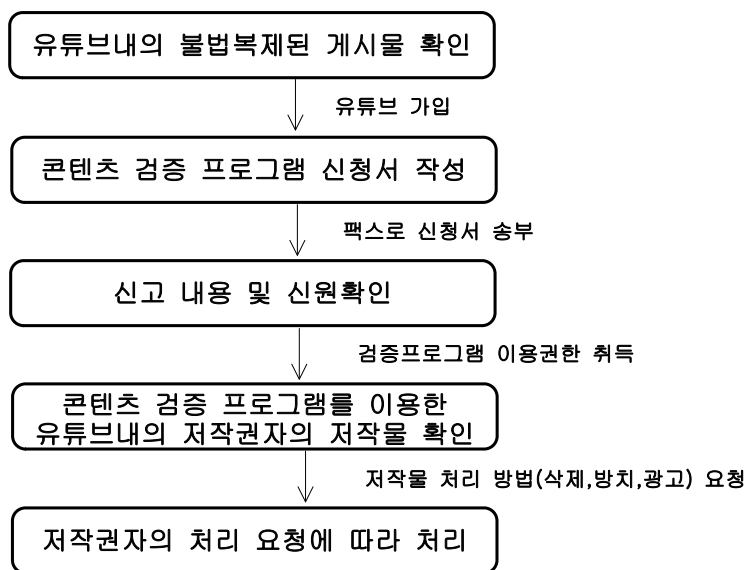 유튜브내의 불법복제된 게시물 확인
유튜브 가입
콘텐츠 검증 프로그램 신청서 작성
팩스로 신청서 송부
신고 내용 및 신원확인
검증프로그램 이용권한 취득
콘텐츠 검증 프로그램를 이용한
유튜브내의 저작권자의 저작물 확인
저작물 처리 방법(삭제,방치,광고) 요청
저작권자의 처리 요청에 따라 처리